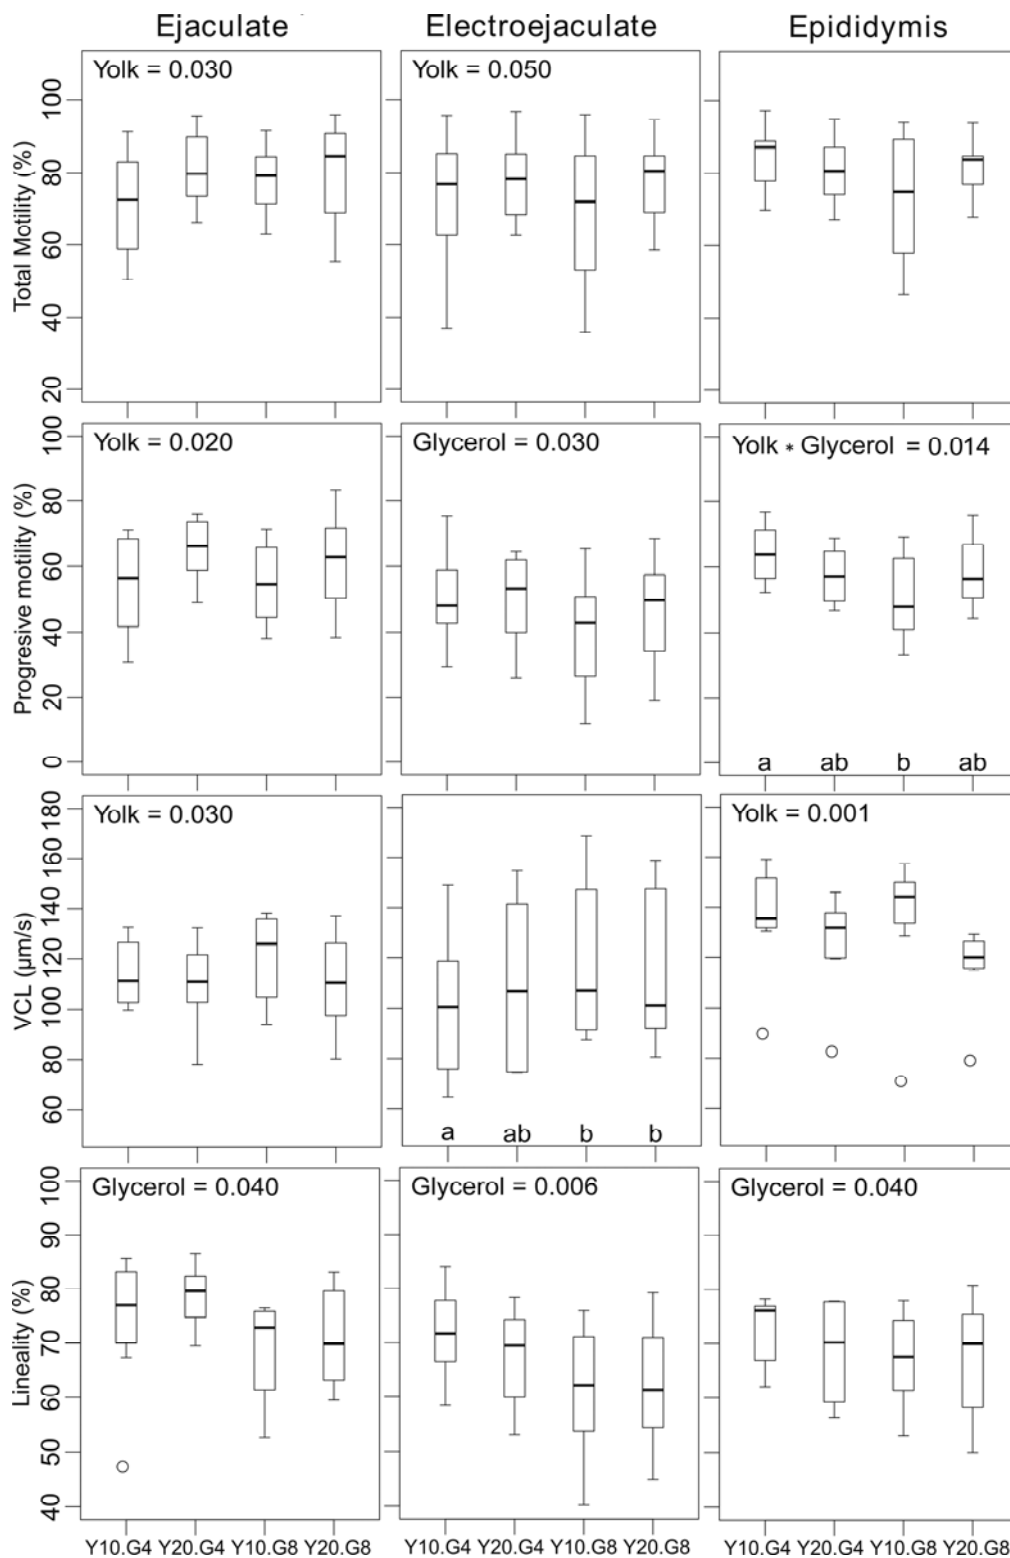 Ejaculate Electroejaculate Epididymis
Yolk = 0.030 Yolk = 0.050
Total Motility (%)
100
80
60
40
20
Yolk = 0.020 Glycerol = 0.030 Yolk * Glycerol = 0.014
Progresive motility (%)
100
80
60
40
20
0
a ab b ab
Yolk = 0.030 Yolk = 0.001
VCL (µm/s)
180
160
140
120
100
80
60
a ab b b
Glycerol = 0.040 Glycerol = 0.006 Glycerol = 0.040
Lineality (%)
100
90
80
70
60
50
40
Y10.G4 Y20.G4 Y10.G8 Y20.G8 Y10.G4 Y20.G4 Y10.G8 Y20.G8 Y10.G4 Y20.G4 Y10.G8 Y20.G8